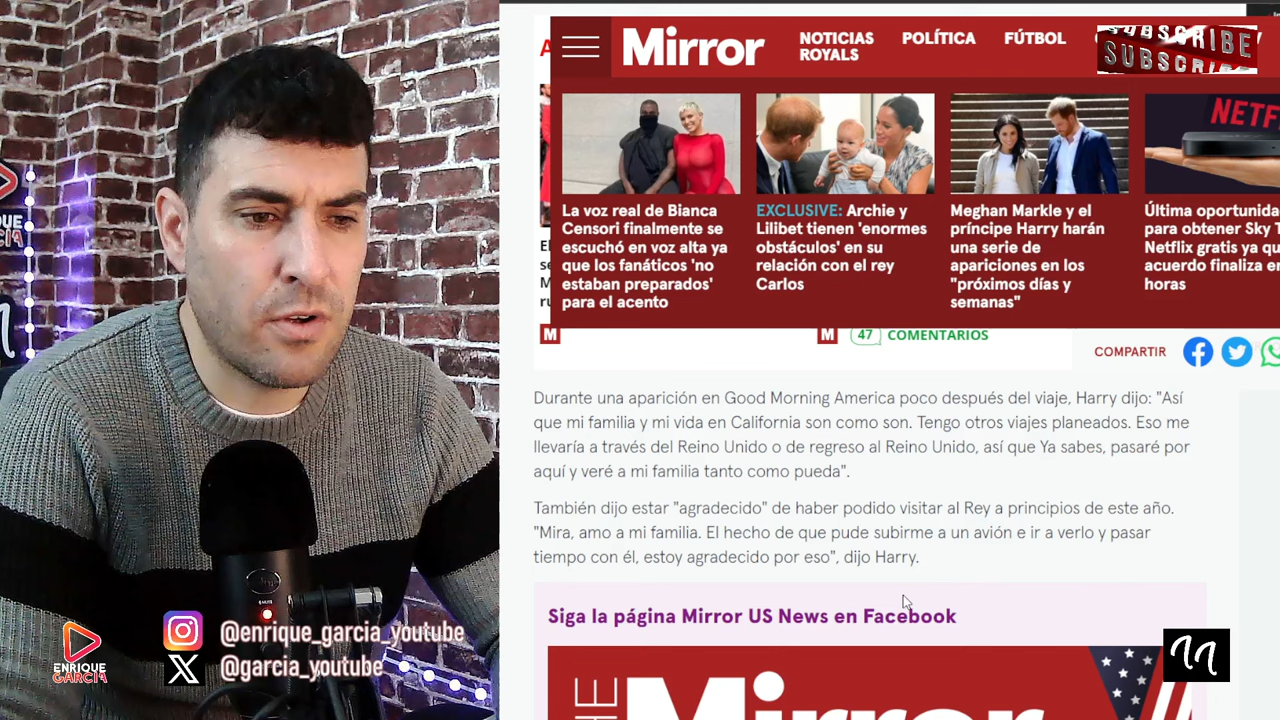 Mirror
NOTICIAS
ROYALS
POLÍTICA
FÚTBOL
SUBSCRIBE
SUBSCRIBE
NETF
La voz real de Bianca
Censori finalmente se
escuchó en voz alta ya
que los fanáticos 'no
estaban preparados'
para el acento
EXCLUSIVE: Archie y
Lilibet tienen 'enormes
obstáculos' en su
relación con el rey
Carlos
Meghan Markle y el
príncipe Harry harán
una serie de
apariciones en los
"próximos días y
semanas"
Última oportunida
para obtener Sky T
Netflix gratis ya qu
acuerdo finaliza en
horas
M
M
47 COMENTARIOS
COMPARTIR
Durante una aparición en Good Morning America poco después del viaje, Harry dijo: "Así
que mi familia y mi vida en California son como son. Tengo otros viajes planeados. Eso me
llevaría a través del Reino Unido o de regreso al Reino Unido, así que Ya sabes, pasaré por
aquí y veré a mi familia tanto como pueda".
También dijo estar "agradecido" de haber podido visitar al Rey a principios de este año.
"Mira, amo a mi familia. El hecho de que pude subirme a un avión e ir a verlo y pasar
tiempo con él, estoy agradecido por eso", dijo Harry.
Siga la página Mirror US News en Facebook
THE
Mirror
@enrique_garcia_youtube
@garcia_youtube
ENRIQUE
GARCIA